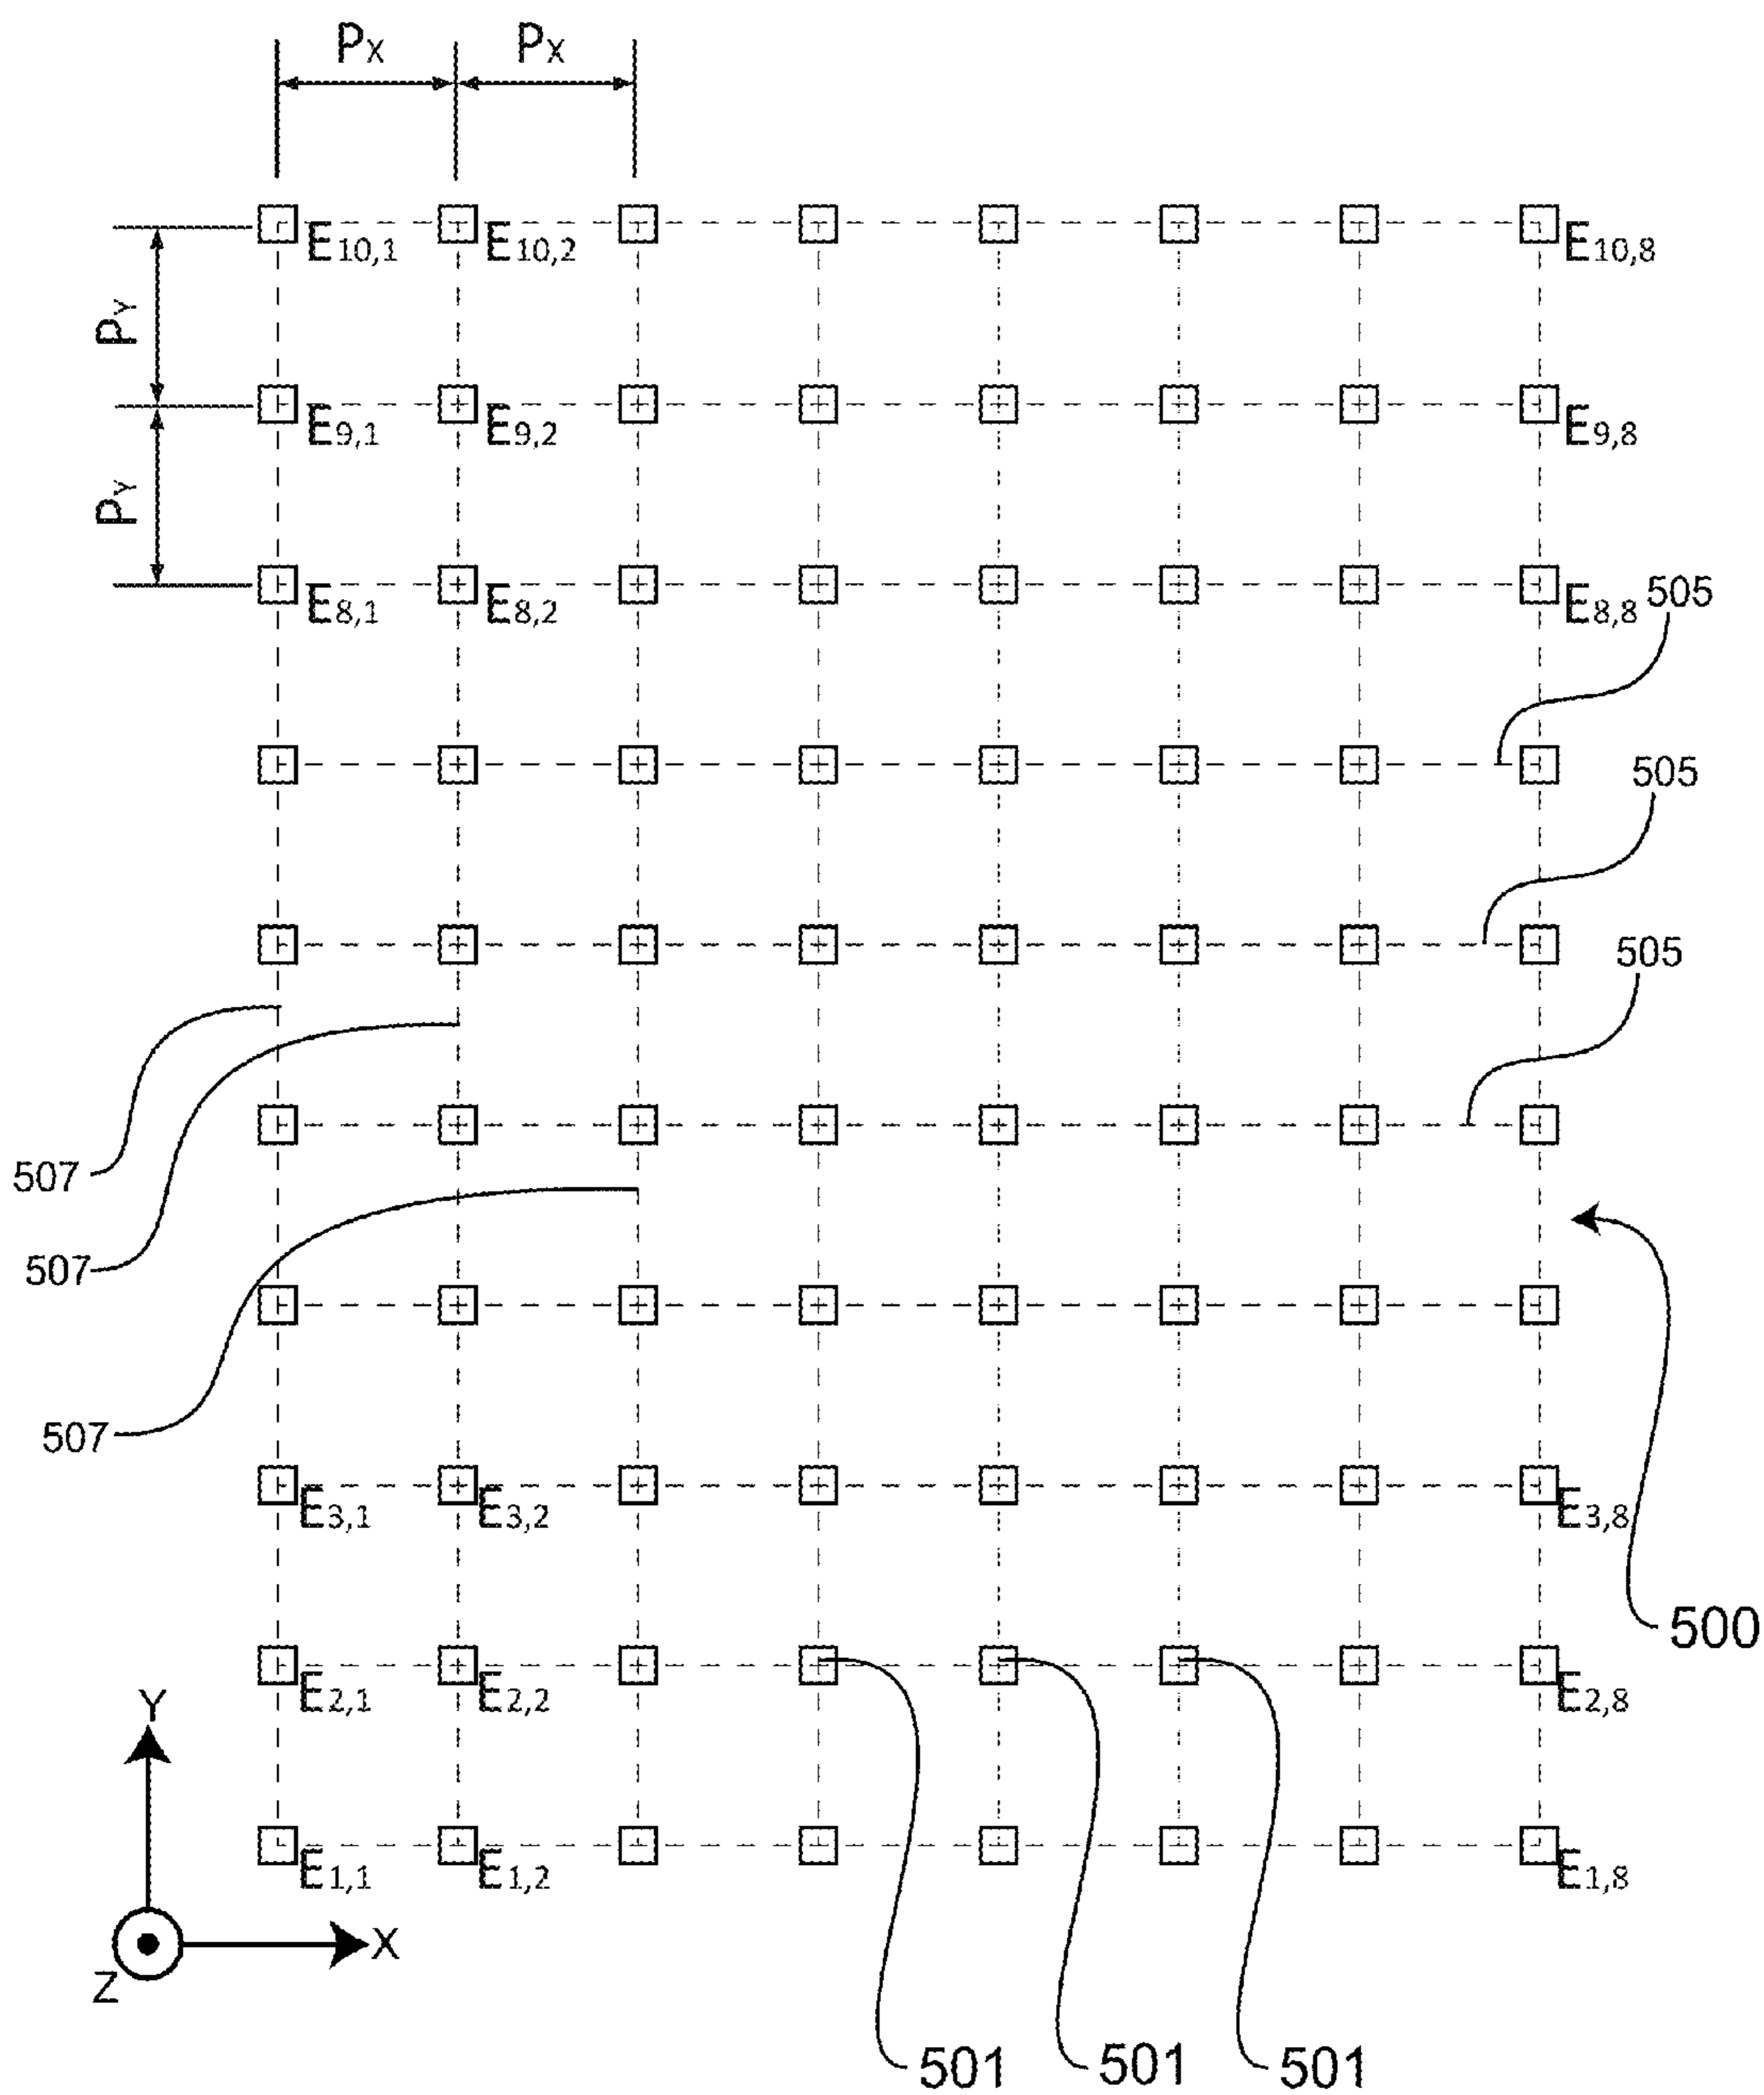 PX PX
E10,1 E10,2 E10,8
PY
E9,1 E9,2 E9,8
PY
E8,1 E8,2 E8,8
505
505
505
507
507
507
E3,1 E3,2 E3,8
500
E2,1 E2,2 E2,8
Y
E1,1 E1,2 E1,8
X
Z
501 501 501